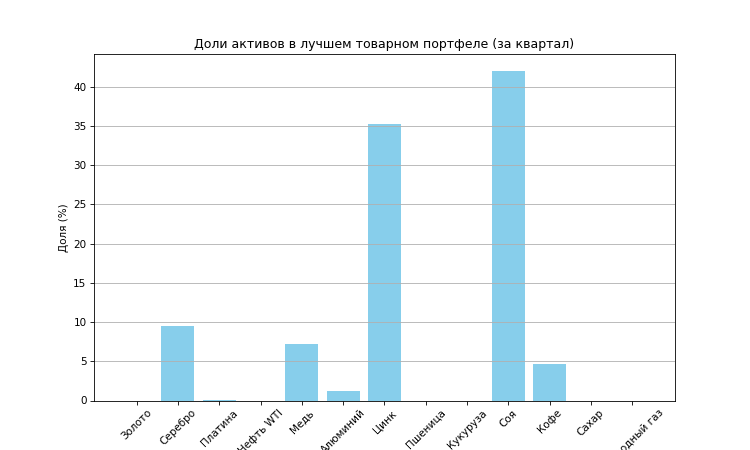 Доли активов в лучшем товарном портфеле (за квартал)
Доля (%)
40
35
30
25
20
15
10
5
0
Золото
Серебро
Платина
Нефть WTI
Медь
Алюминий
Цинк
Пшеница
Кукуруза
Соя
Кофе
Сахар
одный газ